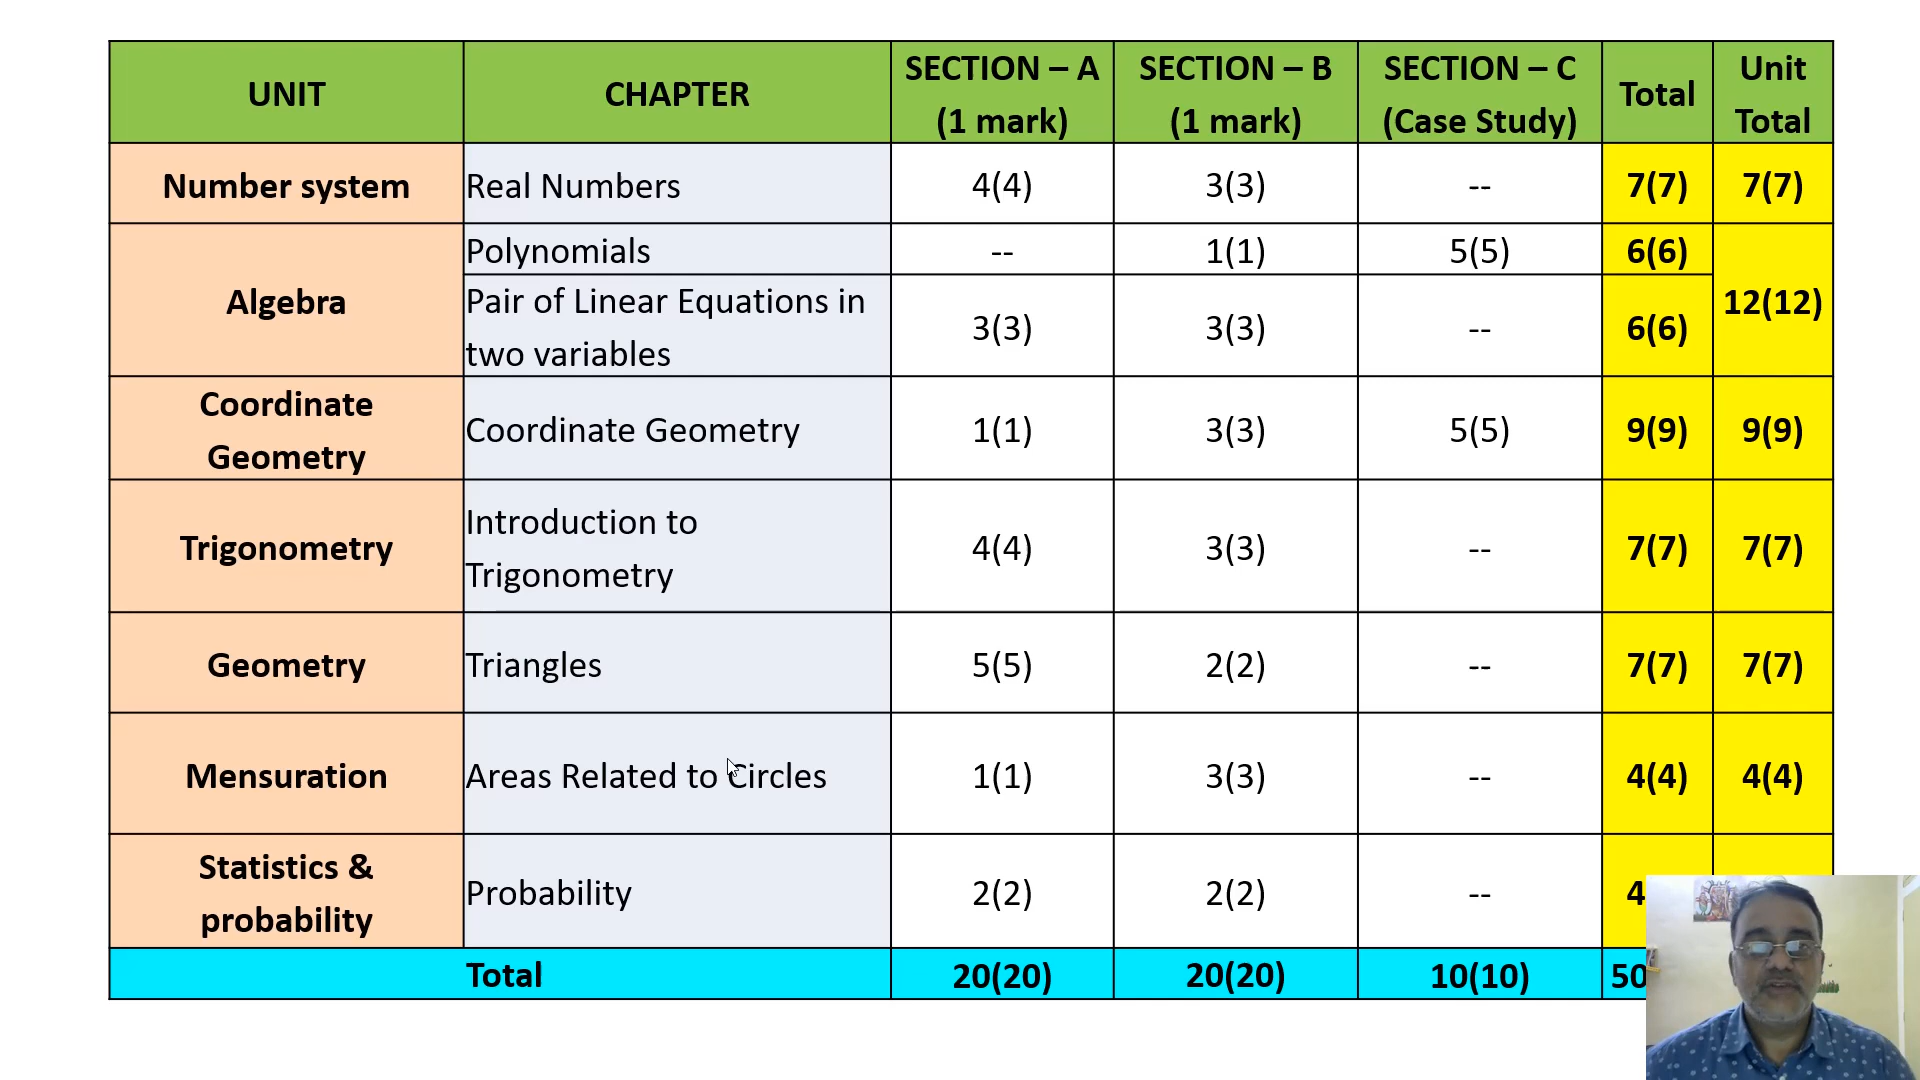 UNIT CHAPTER SECTION – A (1 mark) SECTION – B (1 mark) SECTION – C (Case Study) Total Unit Total
Number system Real Numbers 4(4) 3(3) -- 7(7) 7(7)
Algebra Polynomials -- 1(1) 5(5) 6(6) 12(12)
Pair of Linear Equations in two variables 3(3) 3(3) -- 6(6)
Coordinate Geometry Coordinate Geometry 1(1) 3(3) 5(5) 9(9) 9(9)
Trigonometry Introduction to Trigonometry 4(4) 3(3) -- 7(7) 7(7)
Geometry Triangles 5(5) 2(2) -- 7(7) 7(7)
Mensuration Areas Related to Circles 1(1) 3(3) -- 4(4) 4(4)
Statistics & probability Probability 2(2) 2(2) -- 4
Total 20(20) 20(20) 10(10) 50